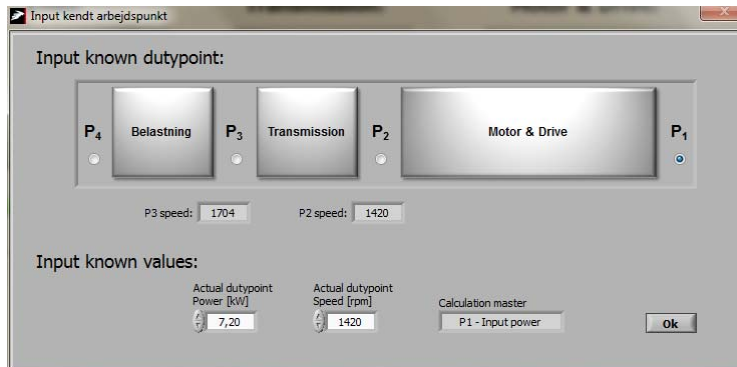 Input kendt arbejdspunkt
Input known dutypoint:
P4 Belastning P3 Transmission P2 Motor & Drive P1
P3 speed: 1704 P2 speed: 1420
Input known values:
Actual dutypoint Actual dutypoint
Power [kW] Speed [rpm] Calculation master
7,20 1420 P1 - Input power Ok